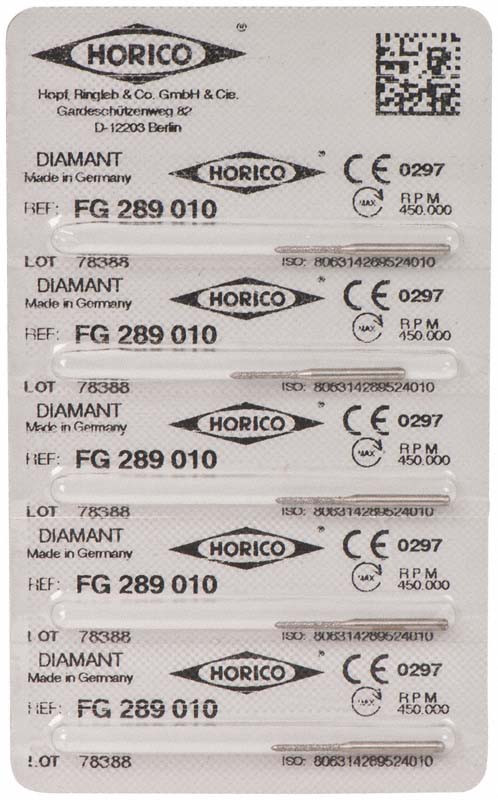 HORICO ®
Hopf, Ringleb & Co. GmbH & Cie.
Gardeschützenweg 82
D-12203 Berlin
DIAMANT HORICO ® CE 0297
Made in Germany
REF: FG 289 010 MAX RPM 450.000
LOT 78388 ISO: 806314289524010
DIAMANT HORICO ® CE 0297
Made in Germany
REF: FG 289 010 MAX RPM 450.000
LOT 78388 ISO: 806314289524010
DIAMANT HORICO ® CE 0297
Made in Germany
REF: FG 289 010 MAX RPM 450.000
LOT 78388 ISO: 806314289524010
DIAMANT HORICO ® CE 0297
Made in Germany
REF: FG 289 010 MAX RPM 450.000
LOT 78388 ISO: 806314289524010
DIAMANT HORICO ® CE 0297
Made in Germany
REF: FG 289 010 MAX RPM 450.000
LOT 78388 ISO: 806314289524010